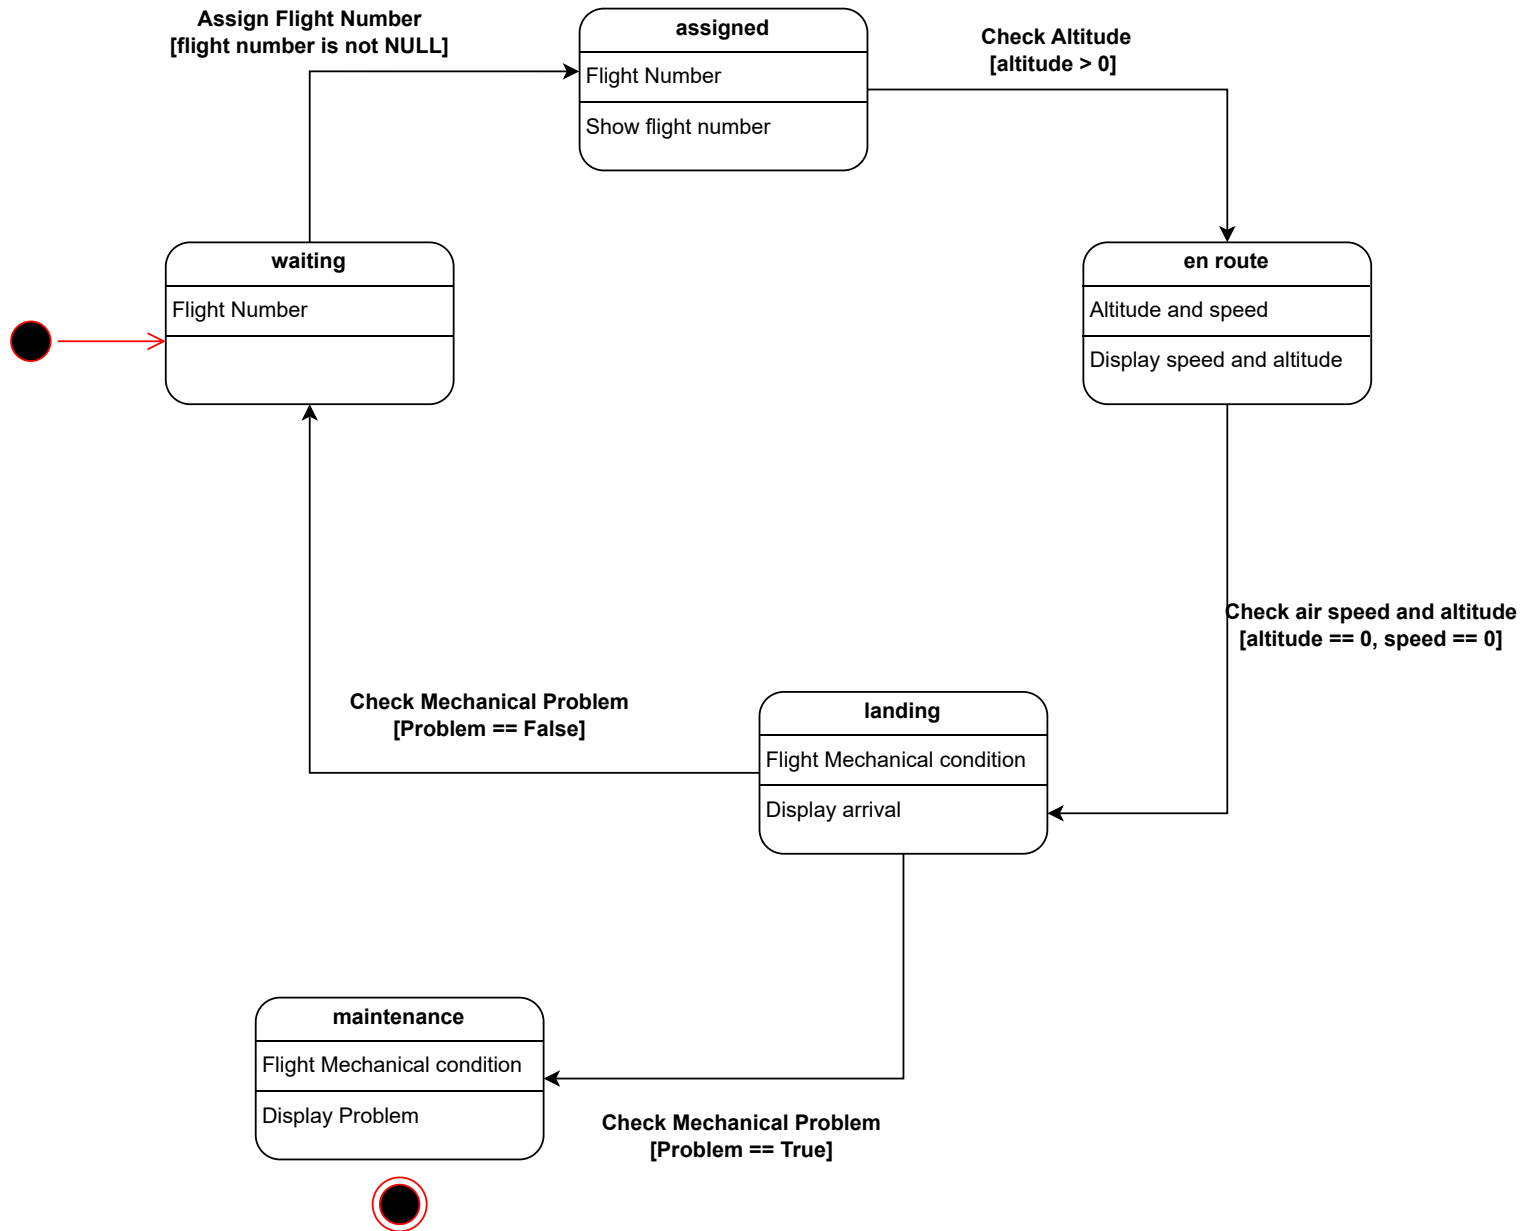 Assign Flight Number
[flight number is not NULL]
assigned
Flight Number
Show flight number
Check Altitude
[altitude > 0]
waiting
Flight Number
en route
Altitude and speed
Display speed and altitude
Check air speed and altitude
[altitude == 0, speed == 0]
Check Mechanical Problem
[Problem == False]
landing
Flight Mechanical condition
Display arrival
maintenance
Flight Mechanical condition
Display Problem
Check Mechanical Problem
[Problem == True]